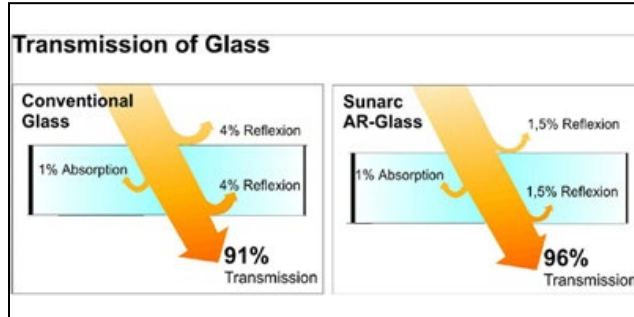 Transmission of Glass
Conventional
Glass
4% Reflexion
1% Absorption
4% Reflexion
91%
Transmission
Sunarc
AR-Glass
1,5% Reflexion
1% Absorption
1,5% Reflexion
96%
Transmission